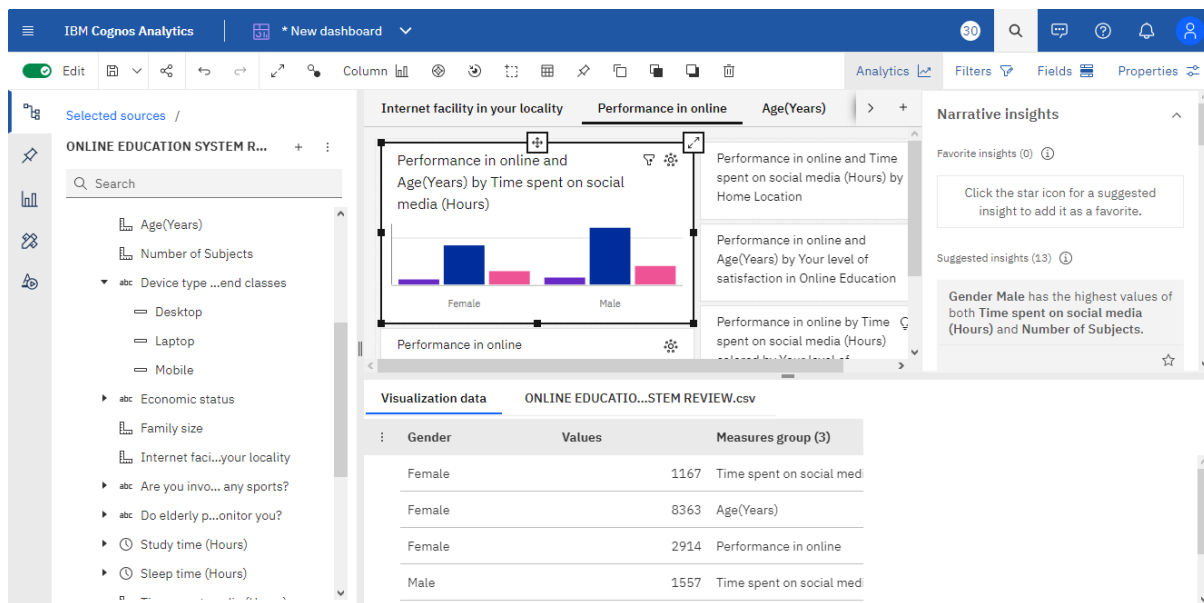 IBM Cognos Analytics
* New dashboard
30
Edit
Column
Analytics
Filters
Fields
Properties
Selected sources /
ONLINE EDUCATION SYSTEM R...
Search
Age(Years)
Number of Subjects
abc Device type ...end classes
Desktop
Laptop
Mobile
abc Economic status
Family size
Internet faci...your locality
abc Are you invo... any sports?
abc Do elderly p...onitor you?
Study time (Hours)
Sleep time (Hours)
Internet facility in your locality
Performance in online
Age(Years)
Performance in online and
Age(Years) by Time spent on social
media (Hours)
Female
Male
Performance in online
Performance in online and Time
spent on social media (Hours) by
Home Location
Performance in online and
Age(Years) by Your level of
satisfaction in Online Education
Performance in online by Time
spent on social media (Hours)
colored by Your level of
Narrative insights
Favorite insights (0)
Click the star icon for a suggested
insight to add it as a favorite.
Suggested insights (13)
Gender Male has the highest values of
both Time spent on social media
(Hours) and Number of Subjects.
Visualization data
ONLINE EDUCATIO...STEM REVIEW.csv
Gender Values Measures group (3)
Female 1167 Time spent on social medi
Female 8363 Age(Years)
Female 2914 Performance in online
Male 1557 Time spent on social medi